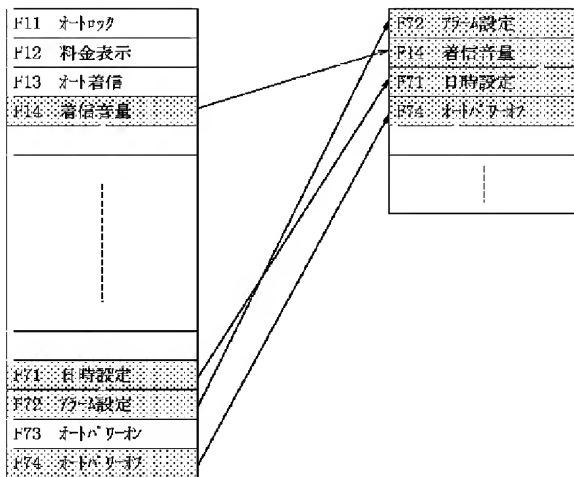 F11 オートロック
F12 料金表示
F13 オート着信
F14 着信音量
F71 日時設定
F72 アラーム設定
F73 オートパワーオン
F74 オートパワーオフ
F72 アラーム設定
F14 着信音量
F71 日時設定
F74 オートパワーオフ